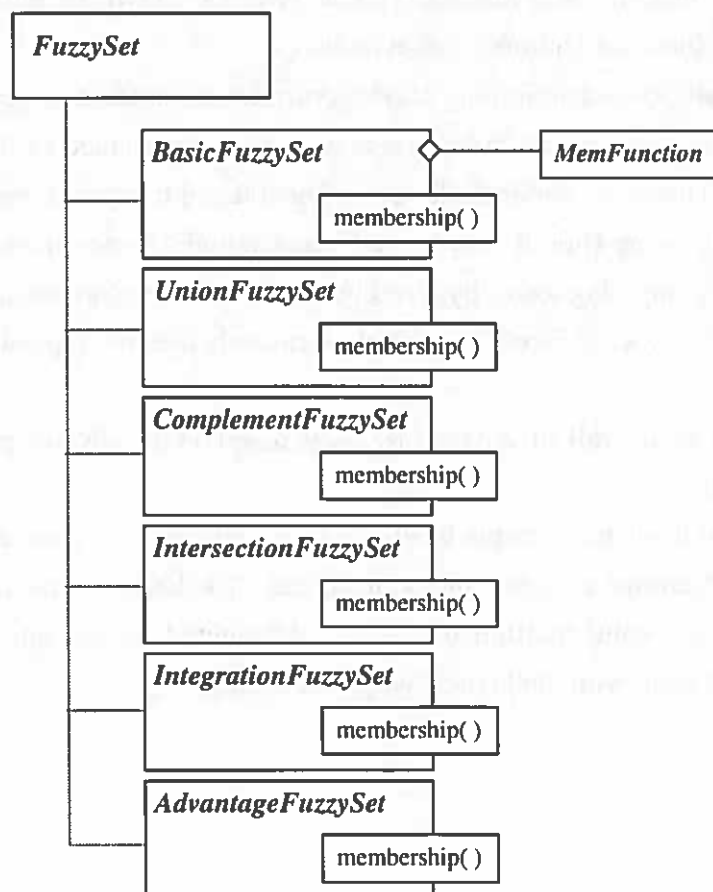 FuzzySet
BasicFuzzySet
MemFunction
membership( )
UnionFuzzySet
membership( )
ComplementFuzzySet
membership( )
IntersectionFuzzySet
membership( )
IntegrationFuzzySet
membership( )
AdvantageFuzzySet
membership( )